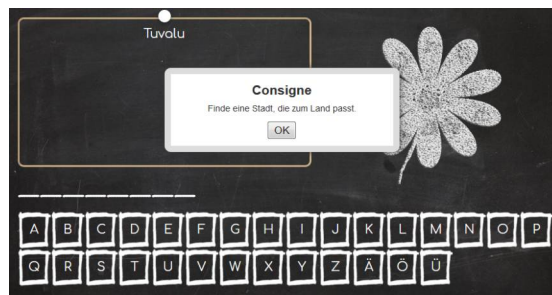 Tuvalu
Consigne
Finde eine Stadt, die zum Land passt.
OK
A B C D E F G H I J K L M N O P
Q R S T U V W X Y Z Ä Ö Ü